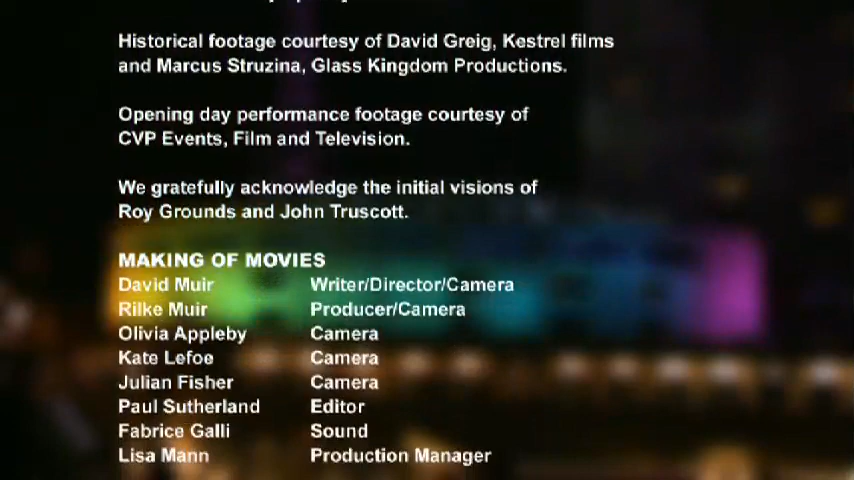 Historical footage courtesy of David Greig, Kestrel films
and Marcus Struzina, Glass Kingdom Productions.
Opening day performance footage courtesy of
CVP Events, Film and Television.
We gratefully acknowledge the initial visions of
Roy Grounds and John Truscott.
MAKING OF MOVIES
David Muir Writer/Director/Camera
Rilke Muir Producer/Camera
Olivia Appleby Camera
Kate Lefoe Camera
Julian Fisher Camera
Paul Sutherland Editor
Fabrice Galli Sound
Lisa Mann Production Manager